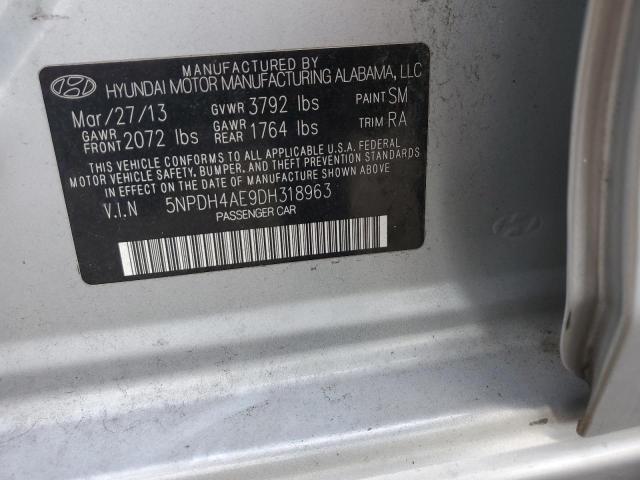 MANUFACTURED BY
HYUNDAI MOTOR MANUFACTURING ALABAMA, LLC
Mar/27/13 GVWR 3792 lbs PAINT SM
GAWR FRONT 2072 lbs GAWR REAR 1764 lbs TRIM RA
THIS VEHICLE CONFORMS TO ALL APPLICABLE U.S.A. FEDERAL
MOTOR VEHICLE SAFETY, BUMPER, AND THEFT PREVENTION STANDARDS
IN EFFECT ON THE DATE OF MANUFACTURE SHOWN ABOVE.
V.I.N 5NPDH4AE9DH318963
PASSENGER CAR